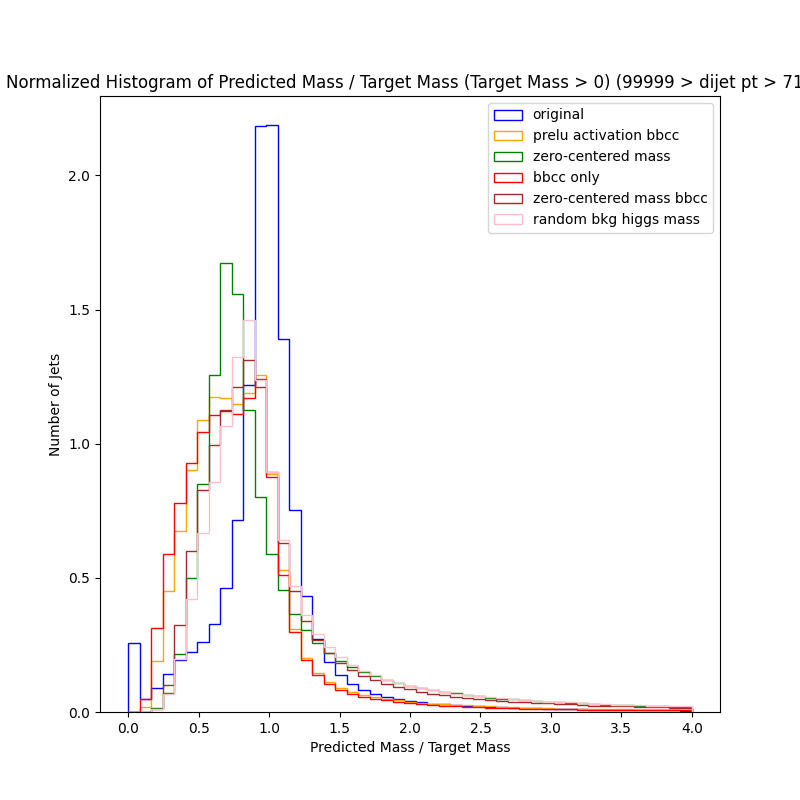 Normalized Histogram of Predicted Mass / Target Mass (Target Mass > 0) (99999 > dijet pt > 71
original
prelu activation bbcc
zero-centered mass
bbcc only
zero-centered mass bbcc
random bkg higgs mass
Number of Jets
2.0
1.5
1.0
0.5
0.0
0.0 0.5 1.0 1.5 2.0 2.5 3.0 3.5 4.0
Predicted Mass / Target Mass